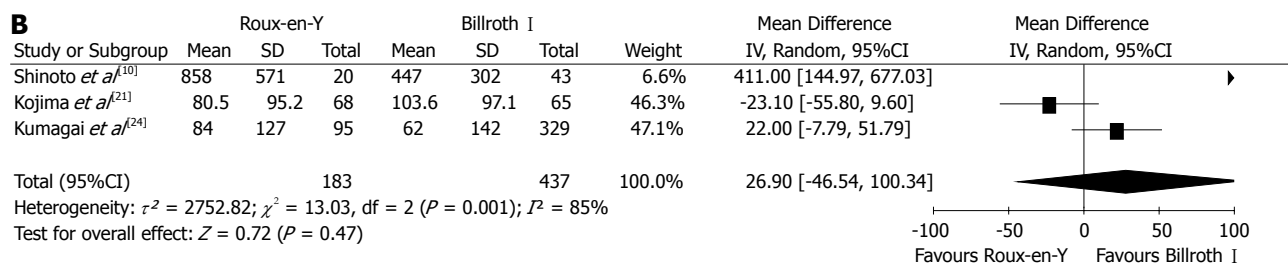 B
Roux-en-Y Billroth Ⅰ Mean Difference Mean Difference
Study or Subgroup Mean SD Total Mean SD Total Weight IV, Random, 95%CI IV, Random, 95%CI
Shinoto et al[10] 858 571 20 447 302 43 6.6% 411.00 [144.97, 677.03]
Kojima et al[21] 80.5 95.2 68 103.6 97.1 65 46.3% -23.10 [-55.80, 9.60]
Kumagai et al[24] 84 127 95 62 142 329 47.1% 22.00 [-7.79, 51.79]
Total (95%CI) 183 437 100.0% 26.90 [-46.54, 100.34]
Heterogeneity: τ² = 2752.82; χ² = 13.03, df = 2 (P = 0.001); I² = 85%
Test for overall effect: Z = 0.72 (P = 0.47)
-100 -50 0 50 100
Favours Roux-en-Y Favours Billroth Ⅰ